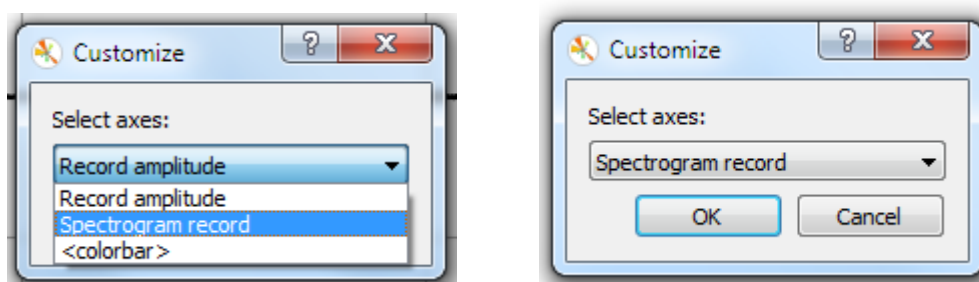 Customize
Select axes:
Record amplitude
Record amplitude
Spectrogram record
<colorbar>
Customize
Select axes:
Spectrogram record
OK
Cancel